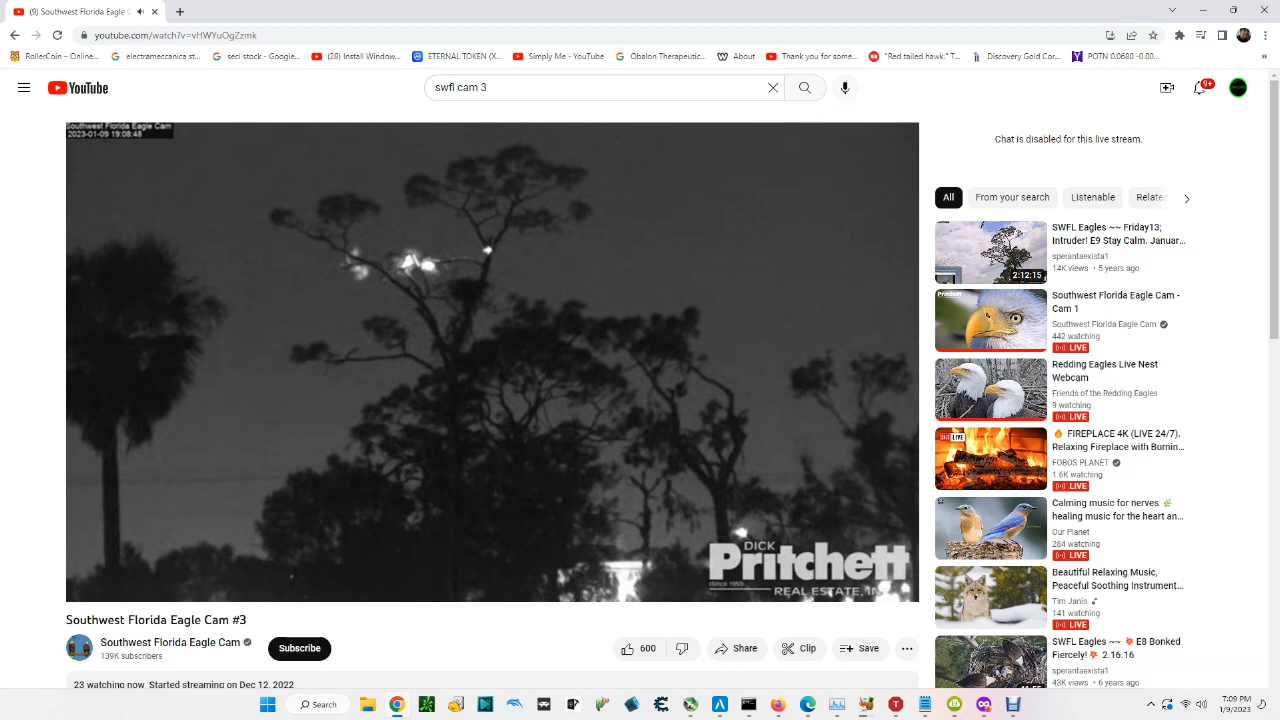 (9) Southwest Florida Eagle C
youtube.com/watch?v=vHWYuOgZzmk
RollerCoin – Online...
electrameccanica st...
seci stock - Google...
(28) Install Window...
ETERNAL TOKEN (X...
Simply Me - YouTube
Obalon Therapeutic...
About
Thank you for some...
"Red tailed hawk." T...
Discovery Gold Cor...
POTN 0.0760 -0.00...
YouTube
swfl cam 3
9+
Southwest Florida Eagle Cam
2023-01-09 19:08:48
DICK
Pritchett
(Since 1950)
REAL ESTATE, INC
Southwest Florida Eagle Cam #3
Southwest Florida Eagle Cam
139K subscribers
Subscribe
600
Share
Clip
Save
23 watching now Started streaming on Dec 12, 2022
Chat is disabled for this live stream.
All
From your search
Listenable
Related
2:12:15
SWFL Eagles ~~ Friday13;
Intruder! E9 Stay Calm. Januar...
sperantaexista1
14K views • 5 years ago
Pritchett
Southwest Florida Eagle Cam -
Cam 1
Southwest Florida Eagle Cam
442 watching
LIVE
Redding Eagles Live Nest
Webcam
Friends of the Redding Eagles
9 watching
LIVE
LIVE
🔥 FIREPLACE 4K (LIVE 24/7).
Relaxing Fireplace with Burnin...
FOBOS PLANET
1.6K watching
LIVE
Calming music for nerves 🌿
healing music for the heart an...
Our Planet
284 watching
LIVE
Beautiful Relaxing Music,
Peaceful Soothing Instrument...
Tim Janis
141 watching
LIVE
SWFL Eagles ~~ 💥 E8 Bonked
Fiercely!💥 2.16.16
sperantaexista1
43K views • 6 years ago
Search
7:09 PM
1/9/2023